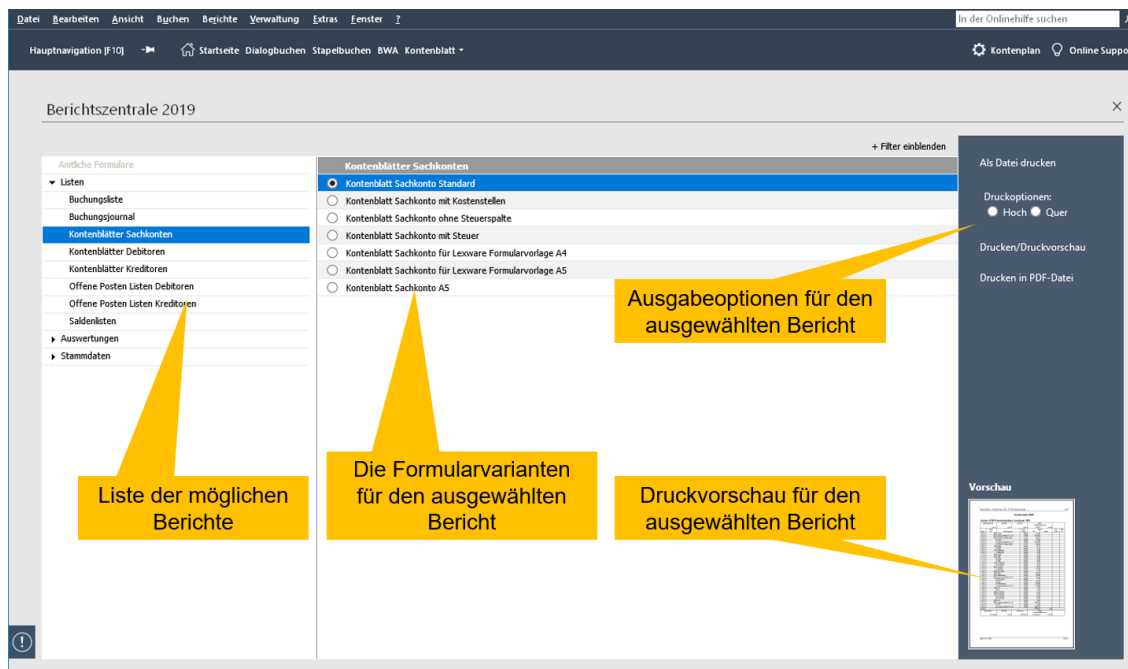 Datei Bearbeiten Ansicht Buchen Berichte Verwaltung Extras Fenster ?
In der Onlinehilfe suchen
Hauptnavigation [F10] Startseite Dialogbuchen Stapelbuchen BWA Kontenblatt
Kontenplan Online Suppo
Berichtszentrale 2019
+ Filter einblenden
Amtliche Formulare
Listen
Buchungsliste
Buchungsjournal
Kontenblätter Sachkonten
Kontenblätter Debitoren
Kontenblätter Kreditoren
Offene Posten Listen Debitoren
Offene Posten Listen Kreditoren
Saldenlisten
Auswertungen
Stammdaten
Kontenblätter Sachkonten
Kontenblatt Sachkonto Standard
Kontenblatt Sachkonto mit Kostenstellen
Kontenblatt Sachkonto ohne Steuerspalte
Kontenblatt Sachkonto mit Steuer
Kontenblatt Sachkonto für Lexware Formularvorlage A4
Kontenblatt Sachkonto für Lexware Formularvorlage A5
Kontenblatt Sachkonto A5
Als Datei drucken
Druckoptionen:
Hoch Quer
Drucken/Druckvorschau
Drucken in PDF-Datei
Ausgabeoptionen für den
ausgewählten Bericht
Liste der möglichen
Berichte
Die Formularvarianten
für den ausgewählten
Bericht
Druckvorschau für den
ausgewählten Bericht
Vorschau